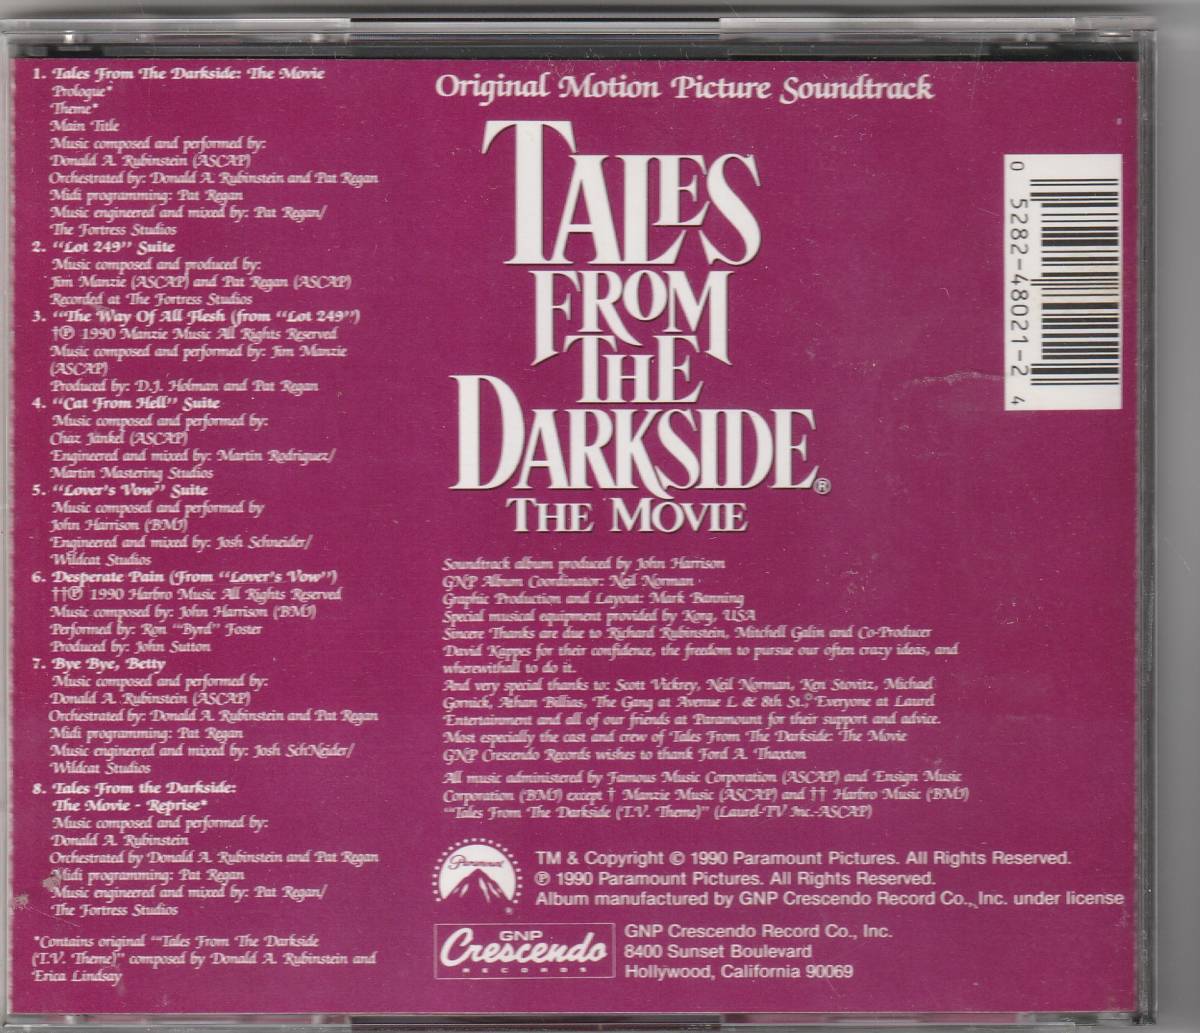 1. Tales From The Darkside: The Movie
Prologue*
Theme*
Main Title
Music composed and performed by:
Donald A. Rubinstein (ASCAP)
Orchestrated by: Donald A. Rubinstein and Pat Regan
Midi programming: Pat Regan
Music engineered and mixed by: Pat Regan/
The Fortress Studios
2. "Lot 249" Suite
Music composed and produced by:
Jim Manzie (ASCAP) and Pat Regan (ASCAP)
Recorded at The Fortress Studios
3. "The Way Of All Flesh (from "Lot 249")
†℗ 1990 Manzie Music All Rights Reserved
Music composed and performed by: Jim Manzie
(ASCAP)
Produced by: D.J. Holman and Pat Regan
4. "Cat From Hell" Suite
Music composed and performed by:
Chaz Jankel (ASCAP)
Engineered and mixed by: Martin Rodriguez/
Martin Mastering Studios
5. "Lover's Vow" Suite
Music composed and performed by
John Harrison (BMI)
Engineered and mixed by: Josh Schneider/
Wildcat Studios
6. Desperate Pain (From "Lover's Vow")
††℗ 1990 Harbro Music All Rights Reserved
Music composed by: John Harrison (BMI)
Performed by: Ron "Byrd" Foster
Produced by: John Sutton
7. Bye Bye, Betty
Music composed and performed by:
Donald A. Rubinstein (ASCAP)
Orchestrated by: Donald A. Rubinstein and Pat Regan
Midi programming: Pat Regan
Music engineered and mixed by: Josh SchNeider/
Wildcat Studios
8. Tales From the Darkside:
The Movie - Reprise*
Music composed and performed by:
Donald A. Rubinstein
Orchestrated by Donald A. Rubinstein and Pat Regan
Midi programming: Pat Regan
Music engineered and mixed by: Pat Regan/
The Fortress Studios
*Contains original "Tales From The Darkside
(T.V. Theme)" composed by Donald A. Rubinstein and
Erica Lindsay
Original Motion Picture Soundtrack
TALES
FROM
THE
DARKSIDE®
THE MOVIE
Soundtrack album produced by John Harrison
GNP Album Coordinator: Neil Norman
Graphic Production and Layout: Mark Banning
Special musical equipment provided by Korg, USA
Sincere Thanks are due to Richard Rubinstein, Mitchell Galin and Co-Producer
David Kappes for their confidence, the freedom to pursue our often crazy ideas, and
wherewithall to do it.
And very special thanks to: Scott Vickrey, Neil Norman, Ken Stovitz, Michael
Gornick, Athan Billias, The Gang at Avenue L & 8th St., Everyone at Laurel
Entertainment and all of our friends at Paramount for their support and advice.
Most especially the cast and crew of Tales From The Darkside: The Movie
GNP Crescendo Records wishes to thank Ford A. Thaxton
All music administered by Famous Music Corporation (ASCAP) and Ensign Music
Corporation (BMI) except † Manzie Music (ASCAP) and †† Harbro Music (BMI)
"Tales From The Darkside (T.V. Theme)" (Laurel-TV Inc.-ASCAP)
Paramount
TM & Copyright © 1990 Paramount Pictures. All Rights Reserved.
℗ 1990 Paramount Pictures. All Rights Reserved.
Album manufactured by GNP Crescendo Record Co., Inc. under license
GNP
Crescendo
RECORDS
GNP Crescendo Record Co., Inc.
8400 Sunset Boulevard
Hollywood, California 90069
0 5282-48021-2 4